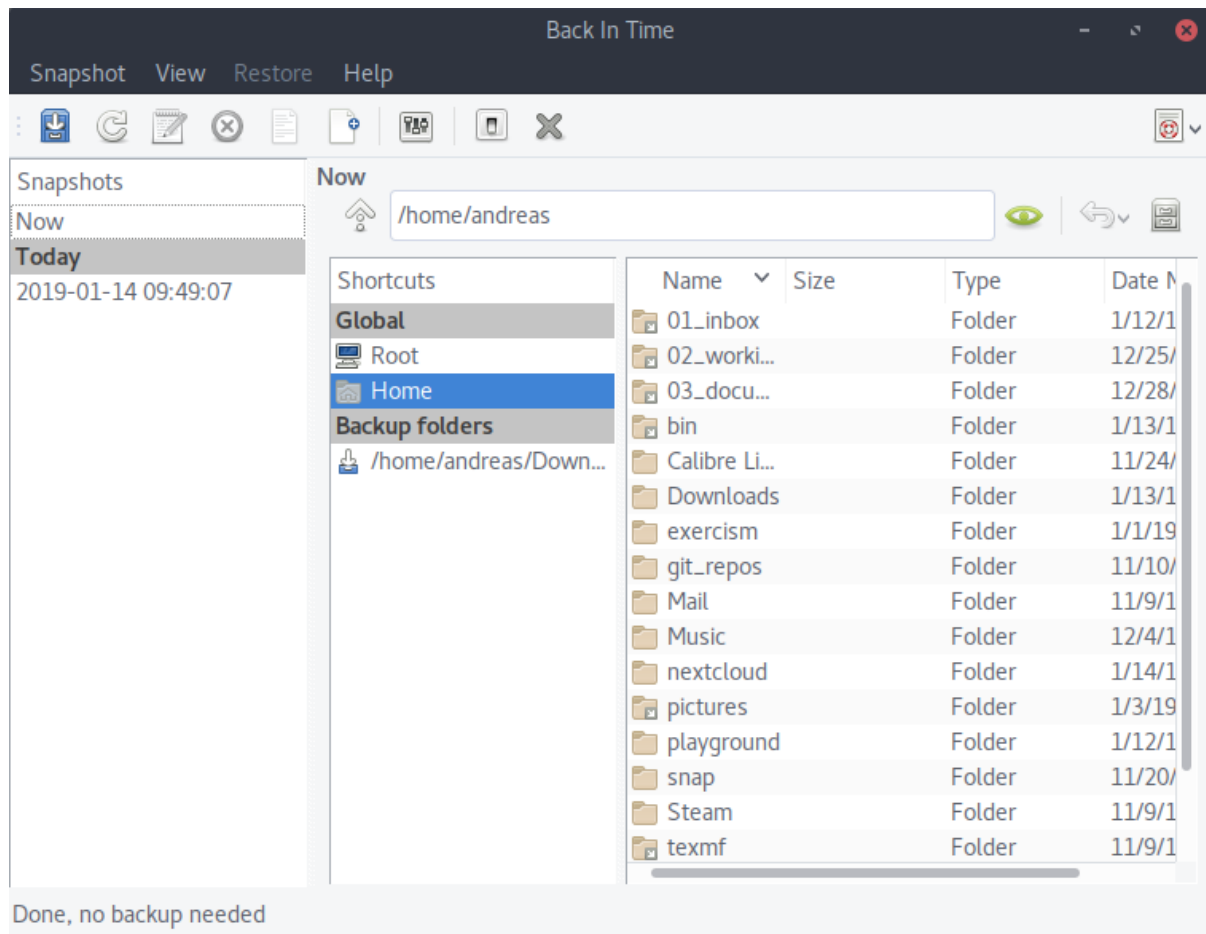 Back In Time
Snapshot View Restore Help
Snapshots
Now
Today
2019-01-14 09:49:07
Now
/home/andreas
Shortcuts
Global
Root
Home
Backup folders
/home/andreas/Down...
Name Size Type Date M
01_inbox Folder 1/12/1
02_worki... Folder 12/25/
03_docu... Folder 12/28/
bin Folder 1/13/1
Calibre Li... Folder 11/24/
Downloads Folder 1/13/1
exercism Folder 1/1/19
git_repos Folder 11/10/
Mail Folder 11/9/1
Music Folder 12/4/1
nextcloud Folder 1/14/1
pictures Folder 1/3/19
playground Folder 1/12/1
snap Folder 11/20/
Steam Folder 11/9/1
texmf Folder 11/9/1
Done, no backup needed